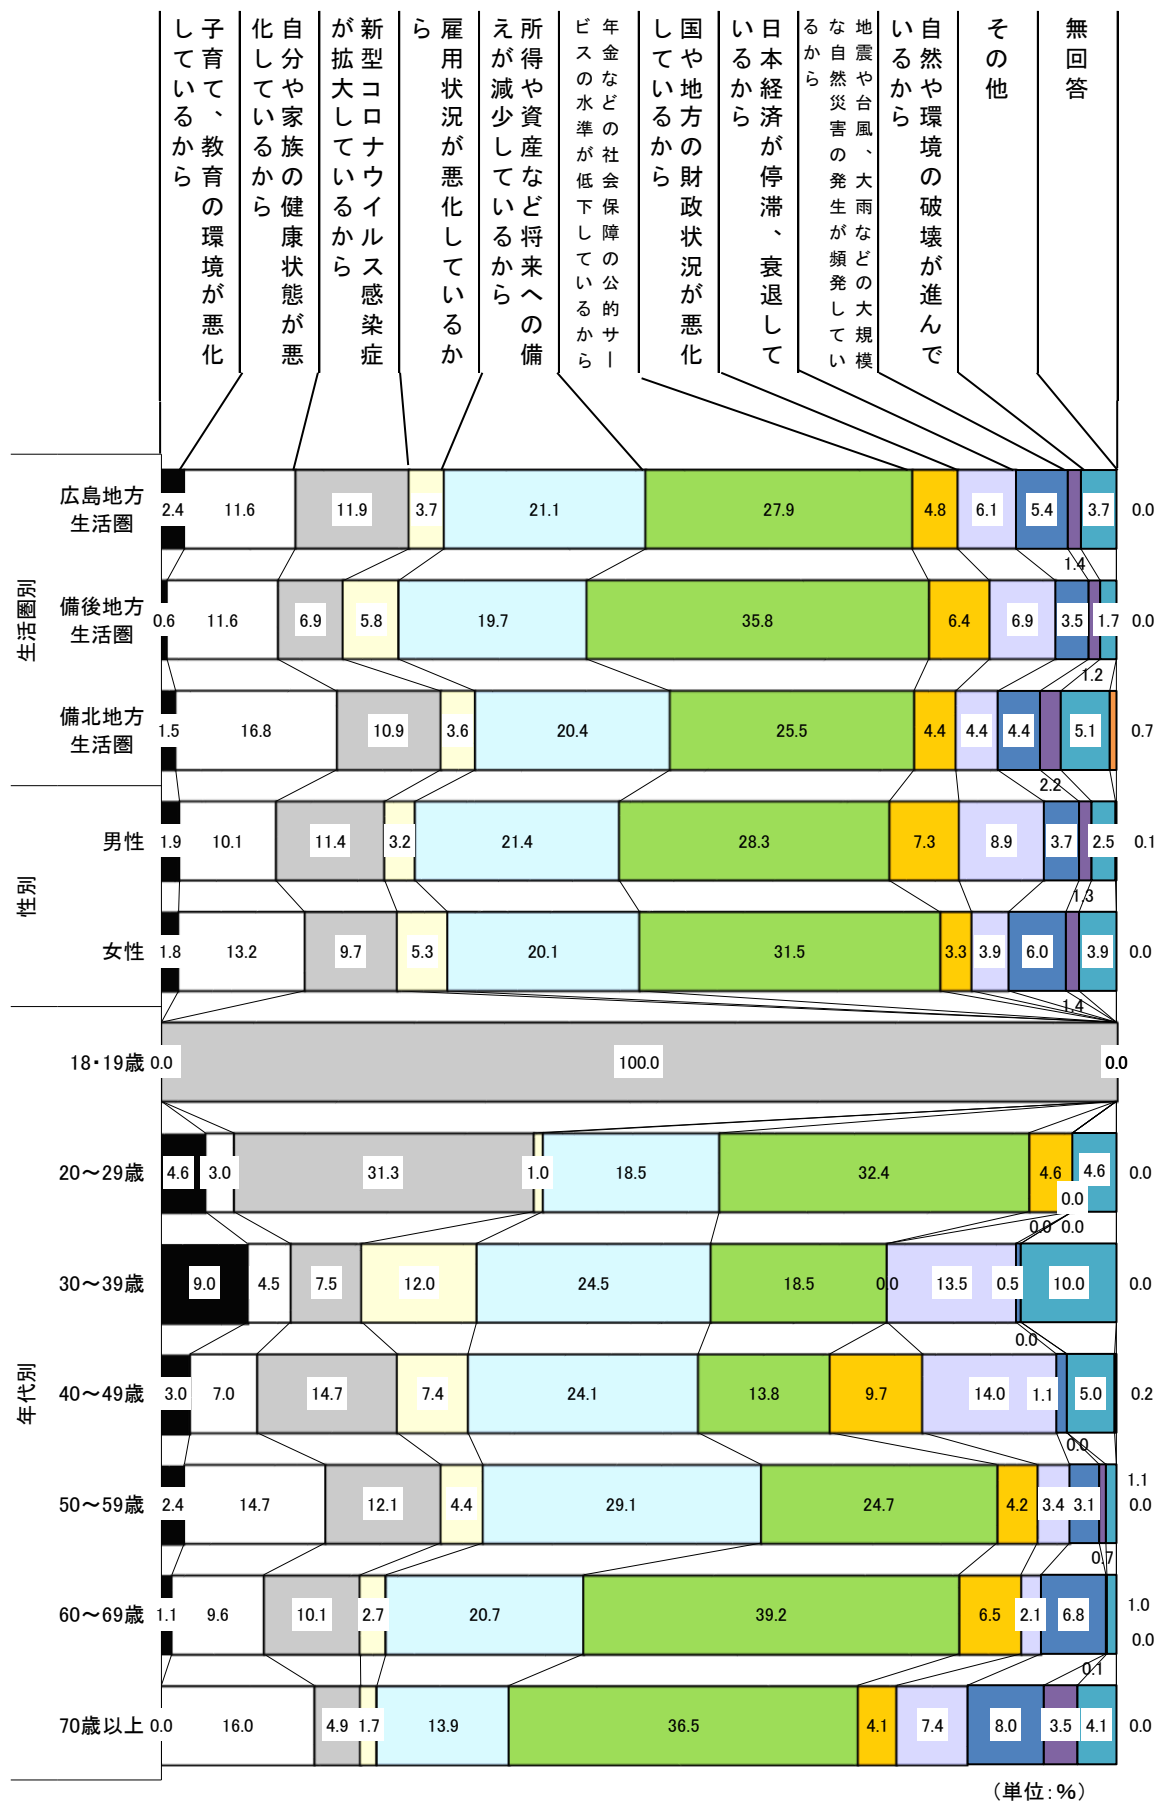 子育て、教育の環境が悪化
しているから
自分や家族の健康状態が悪
化しているから
新型コロナウイルス感染症
が拡大しているから
雇用状況が悪化しているか
ら
所得や資産など将来への備
えが減少しているから
年金などの社会保障の公的サー
ビスの水準が低下しているから
国や地方の財政状況が悪化
しているから
日本経済が停滞、衰退して
いるから
地震や台風、大雨などの大規模
な自然災害の発生が頻発してい
るから
自然や環境の破壊が進んで
いるから
その他
無回答
生活圏別
広島地方
生活圏
2.4 11.6 11.9 3.7 21.1 27.9 4.8 6.1 5.4 3.7 0.0
1.4
備後地方
生活圏
0.6 11.6 6.9 5.8 19.7 35.8 6.4 6.9 3.5 1.7 0.0
1.2
備北地方
生活圏
1.5 16.8 10.9 3.6 20.4 25.5 4.4 4.4 4.4 5.1 0.7
2.2
性別
男性 1.9 10.1 11.4 3.2 21.4 28.3 7.3 8.9 3.7 2.5 0.1
1.3
女性 1.8 13.2 9.7 5.3 20.1 31.5 3.3 3.9 6.0 3.9 0.0
1.4
年代別
18・19歳 0.0 100.0 0.0
20～29歳 4.6 3.0 31.3 1.0 18.5 32.4 4.6 4.6 0.0
0.0
0.0 0.0
30～39歳 9.0 4.5 7.5 12.0 24.5 18.5 0.0 13.5 0.5 10.0 0.0
0.0
40～49歳 3.0 7.0 14.7 7.4 24.1 13.8 9.7 14.0 1.1 5.0 0.2
0.0
50～59歳 2.4 14.7 12.1 4.4 29.1 24.7 4.2 3.4 3.1 1.1
0.0
0.7
60～69歳 1.1 9.6 10.1 2.7 20.7 39.2 6.5 2.1 6.8 1.0
0.0
0.1
70歳以上 0.0 16.0 4.9 1.7 13.9 36.5 4.1 7.4 8.0 3.5 4.1 0.0
（単位：％）